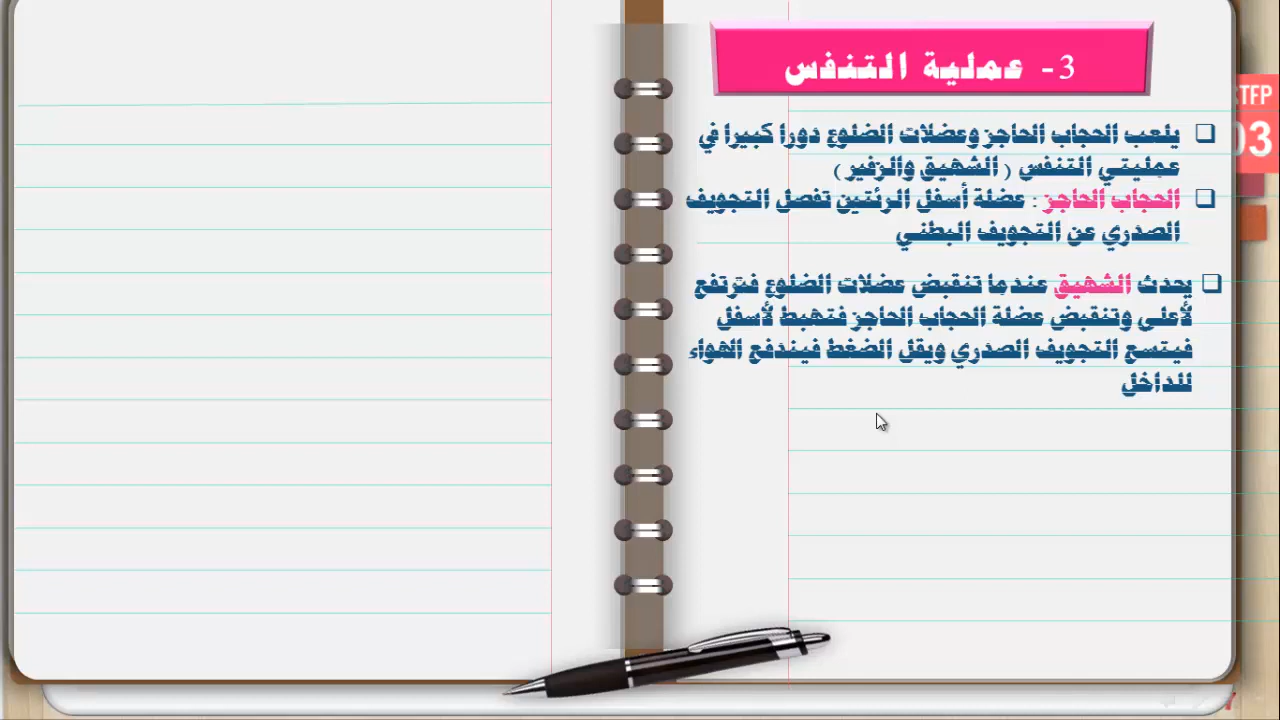 3- عملية التنفس
يلعب الحجاب الحاجز وعضلات الضلوع دورا كبيرا في
عمليتي التنفس ( الشهيق والزفير)
الحجاب الحاجز : عضلة أسفل الرئتين تفصل التجويف
الصدري عن التجويف البطني
يحدث الشهيق عندما تنقبض عضلات الضلوع فترتفع
لأعلى وتنقبض عضلة الحجاب الحاجز فتهبط لأسفل
فيتسع التجويف الصدري ويقل الضغط فيندفع الهواء
للداخل
TFP
03